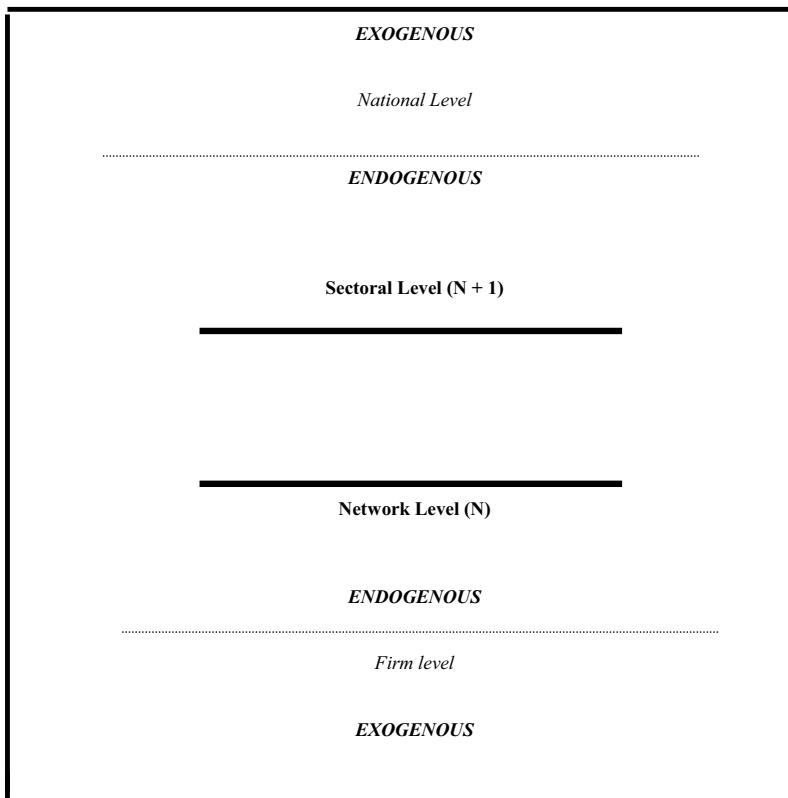 EXOGENOUS
National Level
ENDOGENOUS
Sectoral Level (N + 1)
Network Level (N)
ENDOGENOUS
Firm level
EXOGENOUS